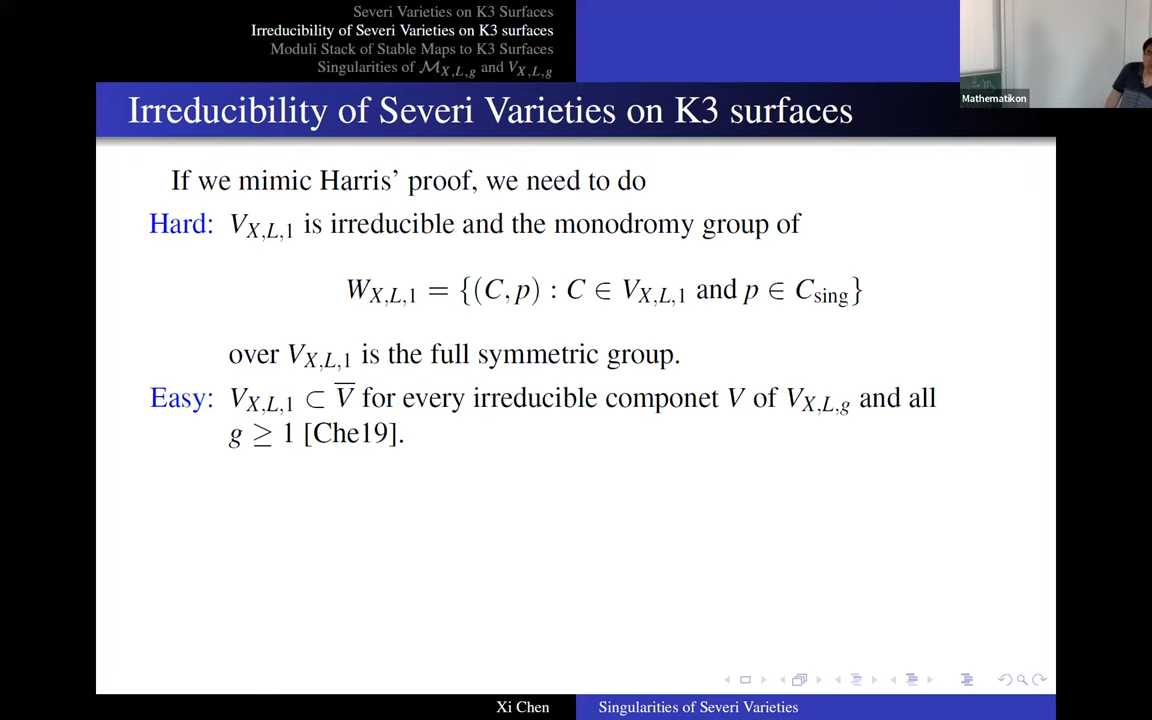 Severi Varieties on K3 Surfaces
Irreducibility of Severi Varieties on K3 surfaces
Moduli Stack of Stable Maps to K3 Surfaces
Singularities of $\mathcal{M}_{X,L,g}$ and $V_{X,L,g}$
Mathematikon
Irreducibility of Severi Varieties on K3 surfaces
If we mimic Harris’ proof, we need to do
Hard: $V_{X,L,1}$ is irreducible and the monodromy group of
$W_{X,L,1} = \{(C, p) : C \in V_{X,L,1} \text{ and } p \in C_{\text{sing}}\}$
over $V_{X,L,1}$ is the full symmetric group.
Easy: $V_{X,L,1} \subset \overline{V}$ for every irreducible componet $V$ of $V_{X,L,g}$ and all
$g \geq 1$ [Che19].
Xi Chen
Singularities of Severi Varieties